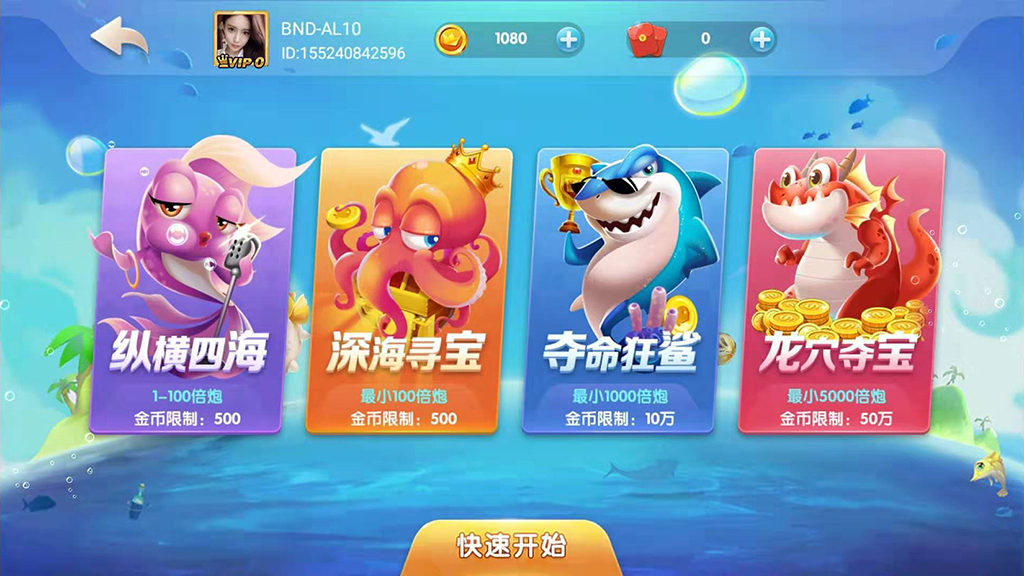 BND-AL10
ID:155240842596
VIP 0
1080
0
纵横四海
1-100倍炮
金币限制：500
深海寻宝
最小100倍炮
金币限制：500
夺命狂鲨
最小1000倍炮
金币限制：10万
龙穴夺宝
最小5000倍炮
金币限制：50万
快速开始